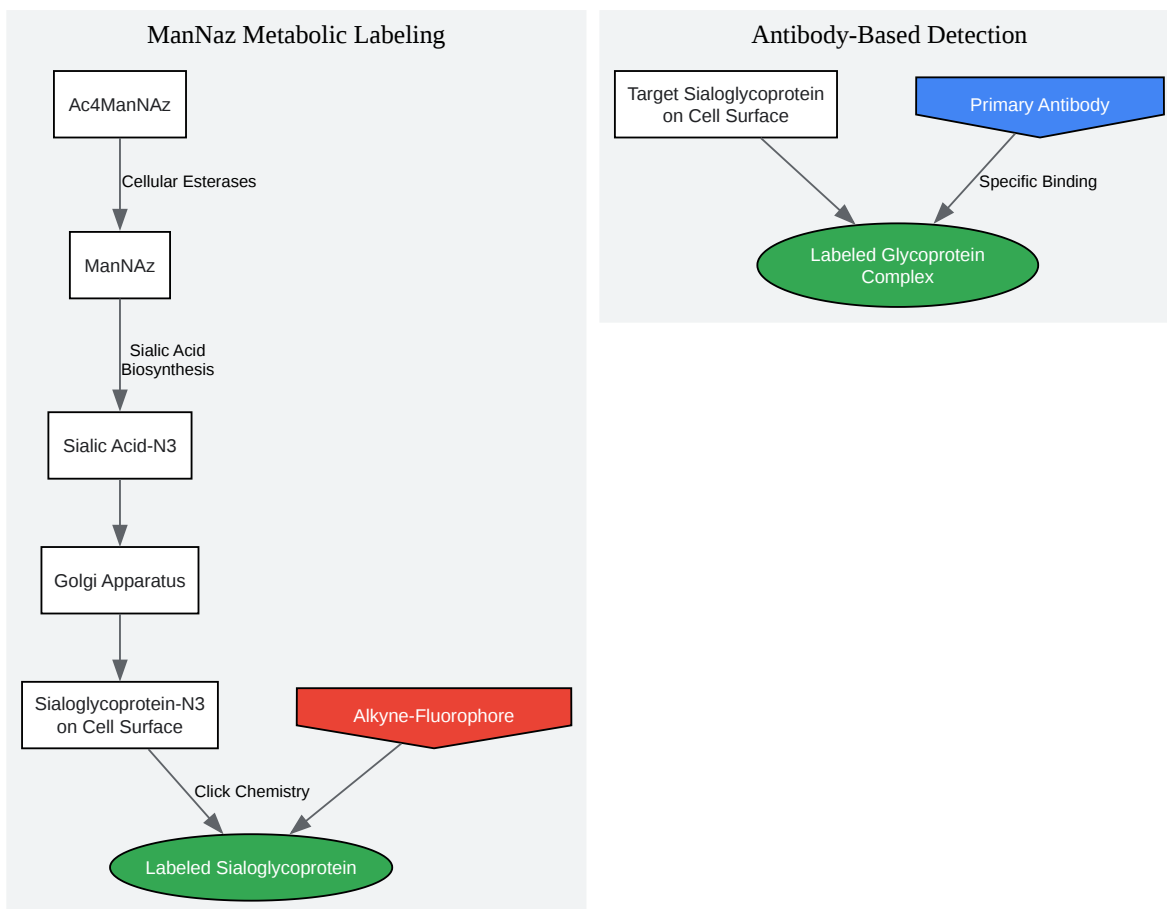 ManNaz Metabolic Labeling
Ac4ManNAz
Cellular Esterases
ManNAz
Sialic Acid
Biosynthesis
Sialic Acid-N3
Golgi Apparatus
Sialoglycoprotein-N3
on Cell Surface
Alkyne-Fluorophore
Click Chemistry
Labeled Sialoglycoprotein
Antibody-Based Detection
Target Sialoglycoprotein
on Cell Surface
Primary Antibody
Specific Binding
Labeled Glycoprotein
Complex